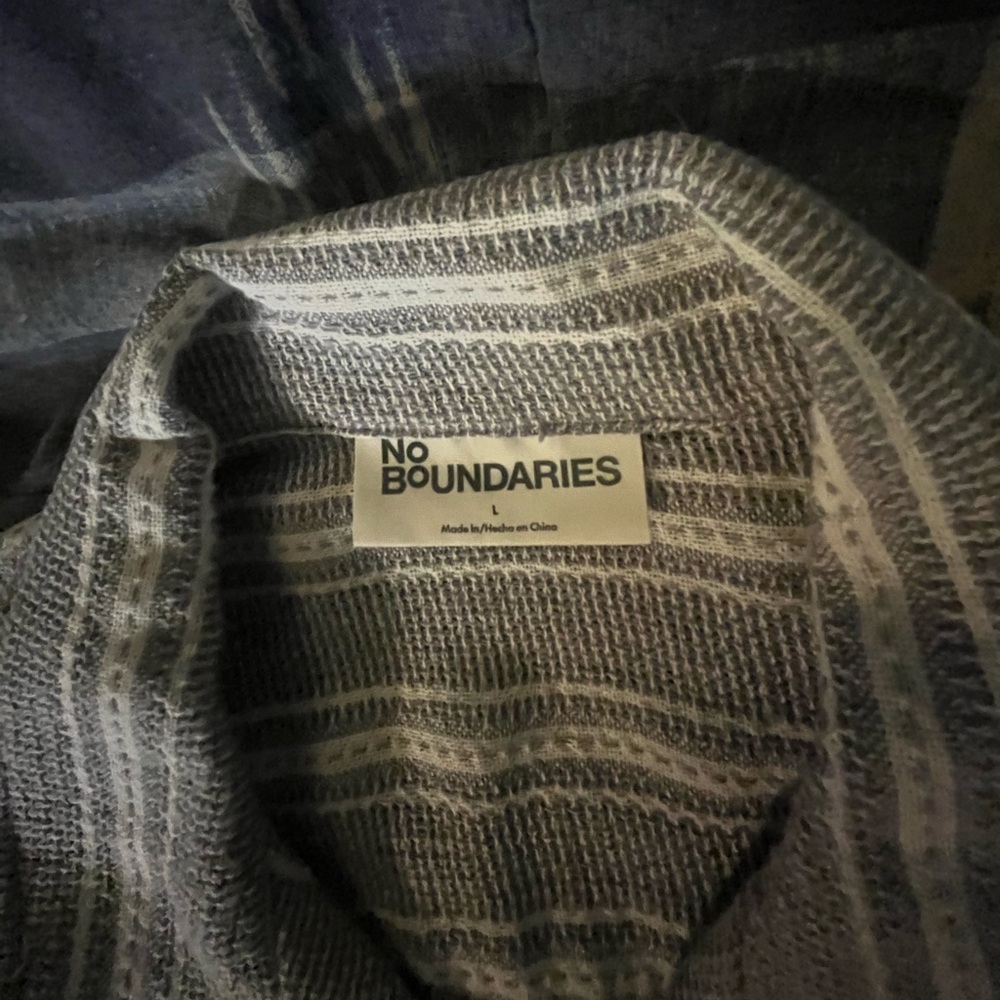 No
BoUNDARIES
L
Made In/Hecho en China